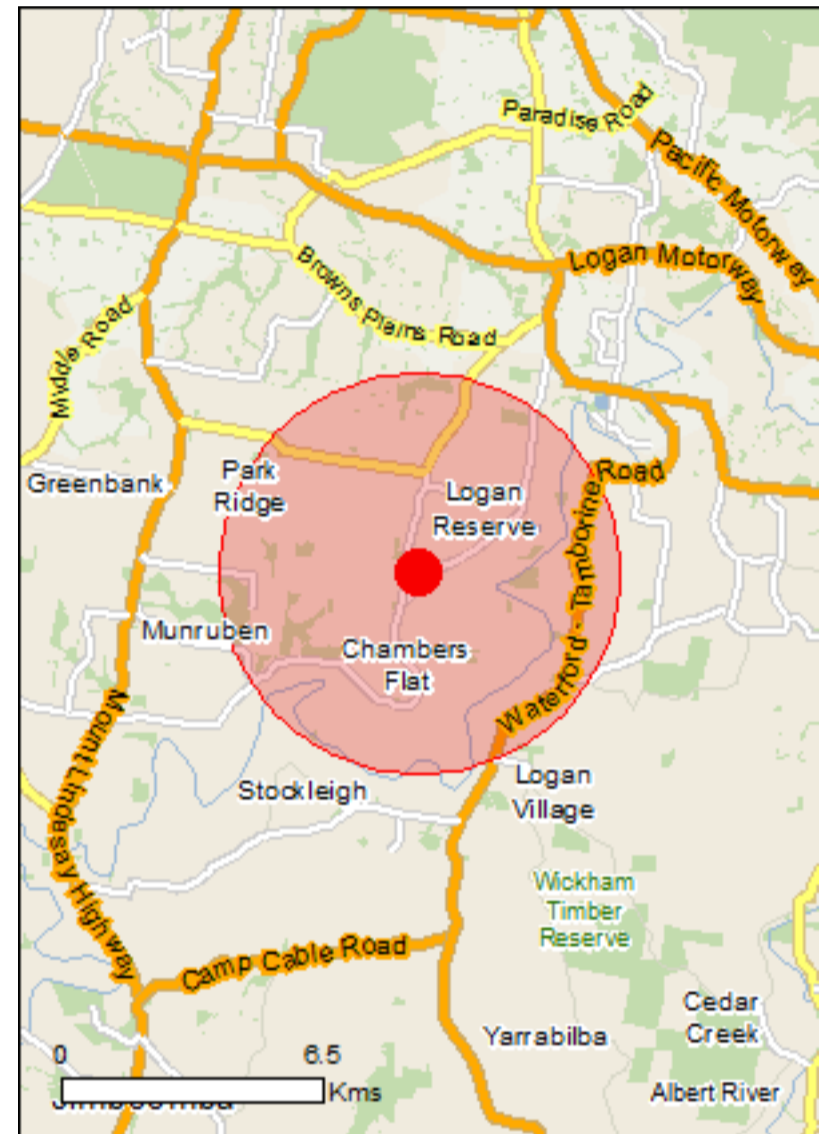 Paradise Road
Pacific Motorway
Logan Motorway
Browns Plains Road
Middle Road
Road
Park
Ridge
Greenbank
Logan
Reserve
Waterford - Tamborine
Munruben
Chambers
Flat
Mount Lindesay Highway
Logan
Village
Stockleigh
Wickham
Timber
Reserve
Camp Cable Road
Cedar
Creek
Yarrabilba
0
6.5
Kms
Albert River